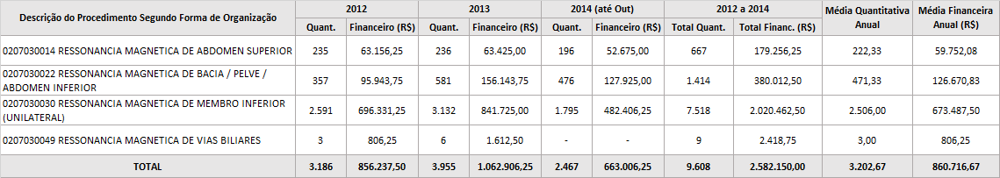 Descrição do Procedimento Segundo Forma de Organização 2012 2013 2014 (até Out) 2012 a 2014 Média Quantitativa Anual Média Financeira Anual (R$)
Quant. Financeiro (R$) Quant. Financeiro (R$) Quant. Financeiro (R$) Total Quant. Total Financ. (R$)
0207030014 RESSONANCIA MAGNETICA DE ABDOMEN SUPERIOR 235 63.156,25 236 63.425,00 196 52.675,00 667 179.256,25 222,33 59.752,08
0207030022 RESSONANCIA MAGNETICA DE BACIA / PELVE /
ABDOMEN INFERIOR 357 95.943,75 581 156.143,75 476 127.925,00 1.414 380.012,50 471,33 126.670,83
0207030030 RESSONANCIA MAGNETICA DE MEMBRO INFERIOR
(UNILATERAL) 2.591 696.331,25 3.132 841.725,00 1.795 482.406,25 7.518 2.020.462,50 2.506,00 673.487,50
0207030049 RESSONANCIA MAGNETICA DE VIAS BILIARES 3 806,25 6 1.612,50 - - 9 2.418,75 3,00 806,25
TOTAL 3.186 856.237,50 3.955 1.062.906,25 2.467 663.006,25 9.608 2.582.150,00 3.202,67 860.716,67